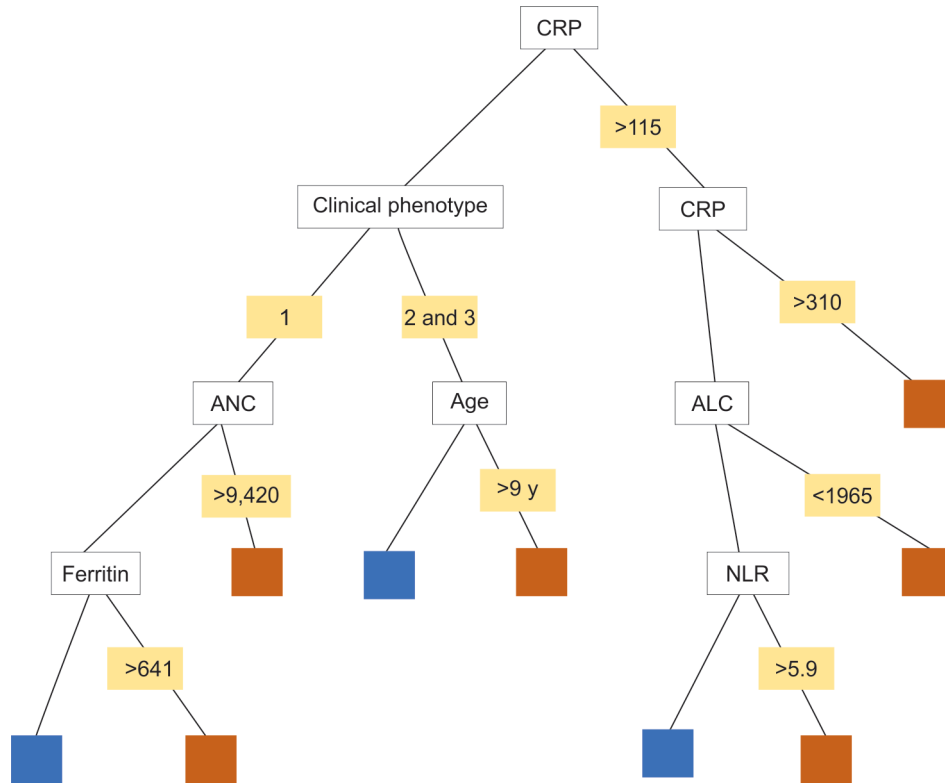 CRP
>115
Clinical phenotype
CRP
1
2 and 3
>310
ANC
Age
ALC
>9,420
>9 y
<1965
Ferritin
NLR
>641
>5.9